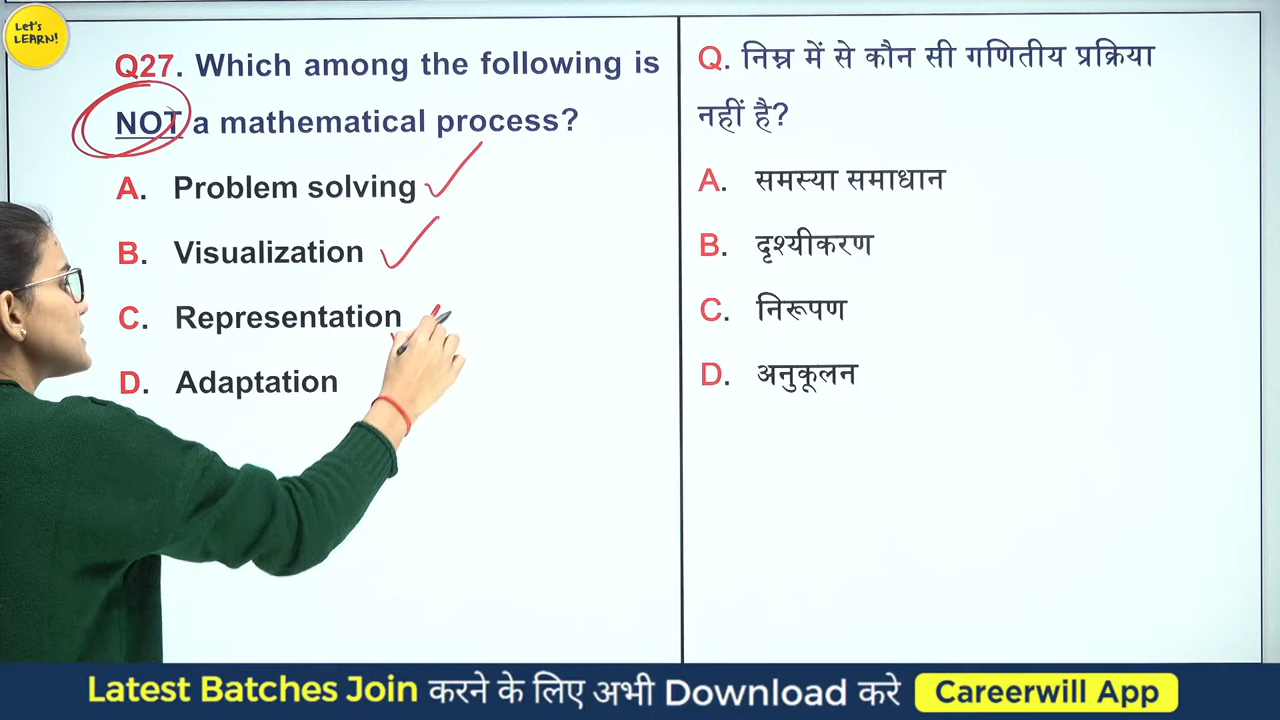 Let's
LEARN!
Q27. Which among the following is
NOT a mathematical process?
A. Problem solving
B. Visualization
C. Representation
D. Adaptation
Q. निम्न में से कौन सी गणितीय प्रक्रिया
नहीं है?
A. समस्या समाधान
B. दृश्यीकरण
C. निरूपण
D. अनुकूलन
Latest Batches Join करने के लिए अभी Download करे Careerwill App